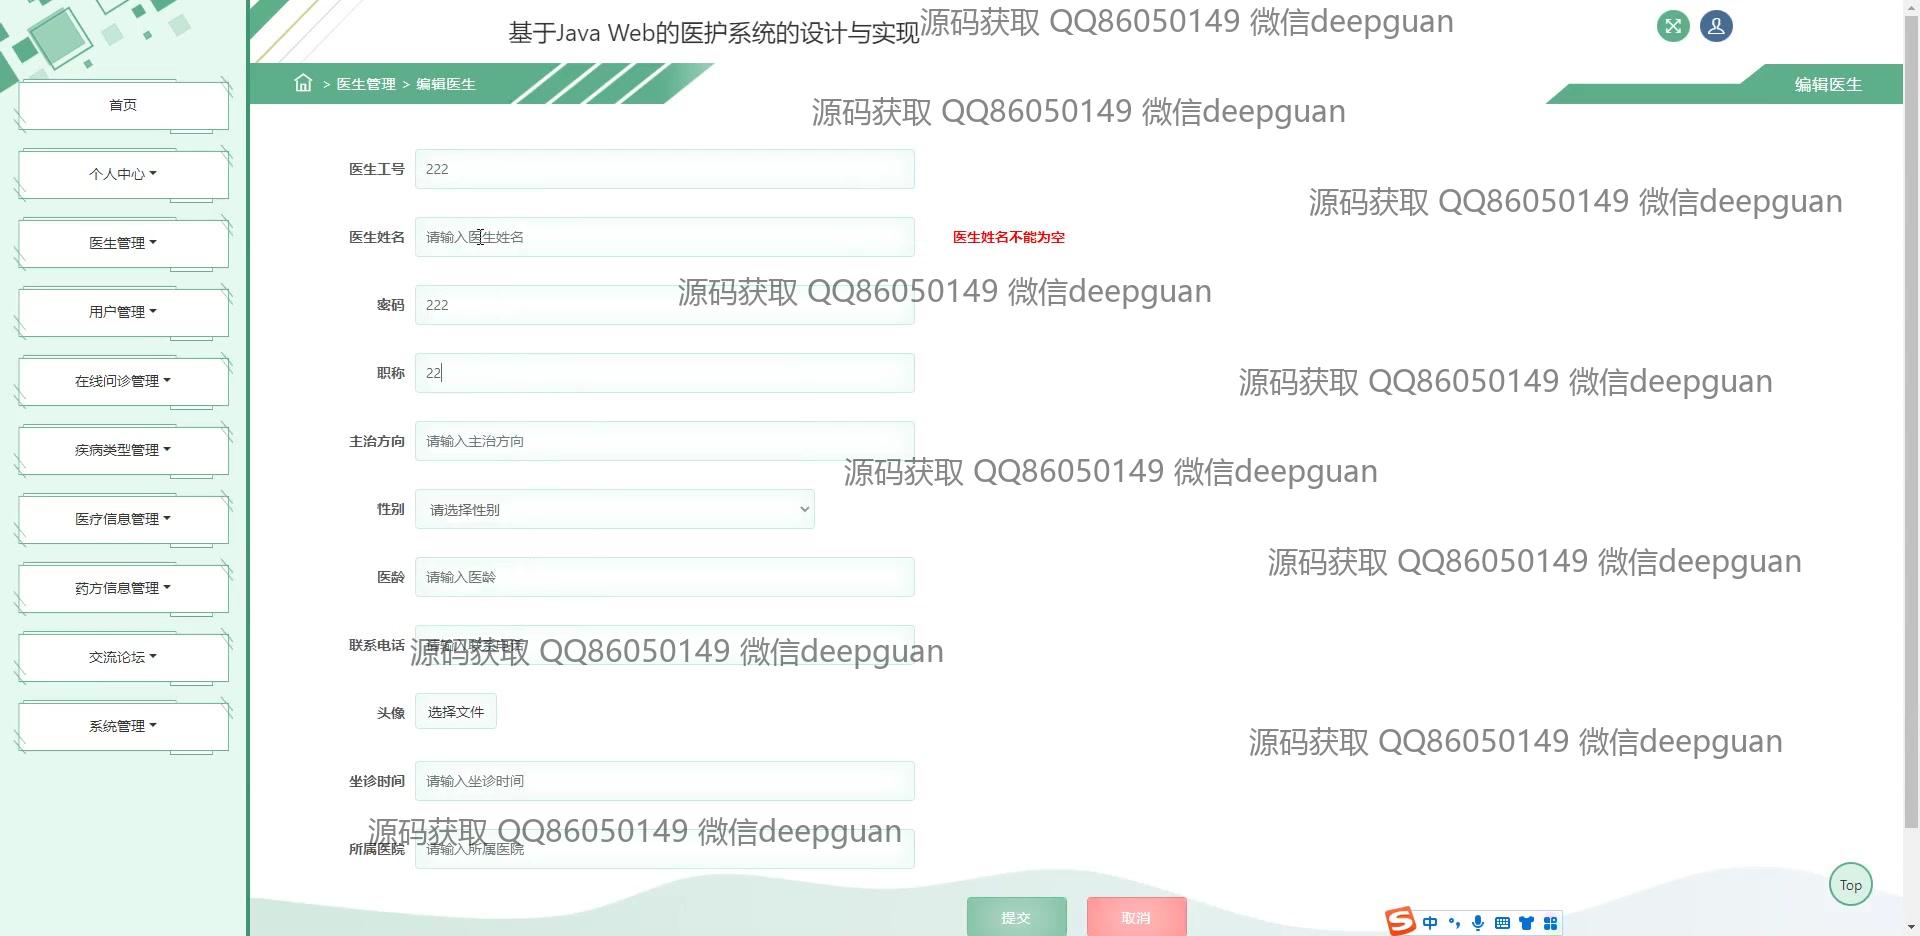 基于Java Web的医护系统的设计与实现
源码获取 QQ86050149 微信deepguan
首页
> 医生管理 > 编辑医生
编辑医生
源码获取 QQ86050149 微信deepguan
个人中心
医生工号 222
源码获取 QQ86050149 微信deepguan
医生管理
医生姓名 请输入医生姓名 医生姓名不能为空
用户管理
密码 222
源码获取 QQ86050149 微信deepguan
在线问诊管理
职称 22
源码获取 QQ86050149 微信deepguan
疾病类型管理
主治方向 请输入主治方向
源码获取 QQ86050149 微信deepguan
医疗信息管理
性别 请选择性别
源码获取 QQ86050149 微信deepguan
药方信息管理
医龄 请输入医龄
交流论坛
联系电话 请输入联系电话
源码获取 QQ86050149 微信deepguan
系统管理
头像 选择文件
源码获取 QQ86050149 微信deepguan
坐诊时间 请输入坐诊时间
源码获取 QQ86050149 微信deepguan
所属医院 请输入所属医院
Top
提交 取消
中